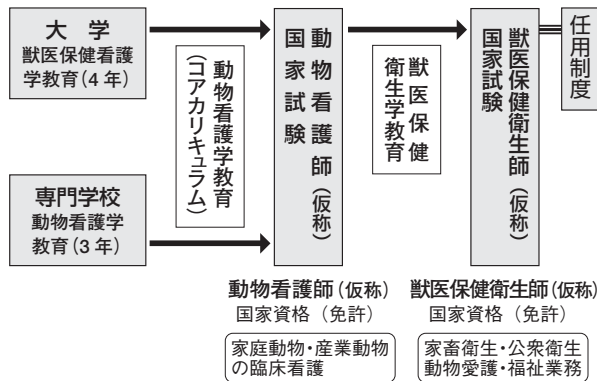 大　学
獣医保健看護
学教育（4 年）
専門学校
動物看護学
教育（3 年）
動物看護学教育
（コアカリキュラム）
動物看護師（仮称）
国家試験
獣医保健
衛生学教育
獣医保健衛生師（仮称）
国家試験
任用制度
動物看護師（仮称）
国家資格（免許）
家庭動物・産業動物
の臨床看護
獣医保健衛生師（仮称）
国家資格（免許）
家畜衛生・公衆衛生
動物愛護・福祉業務